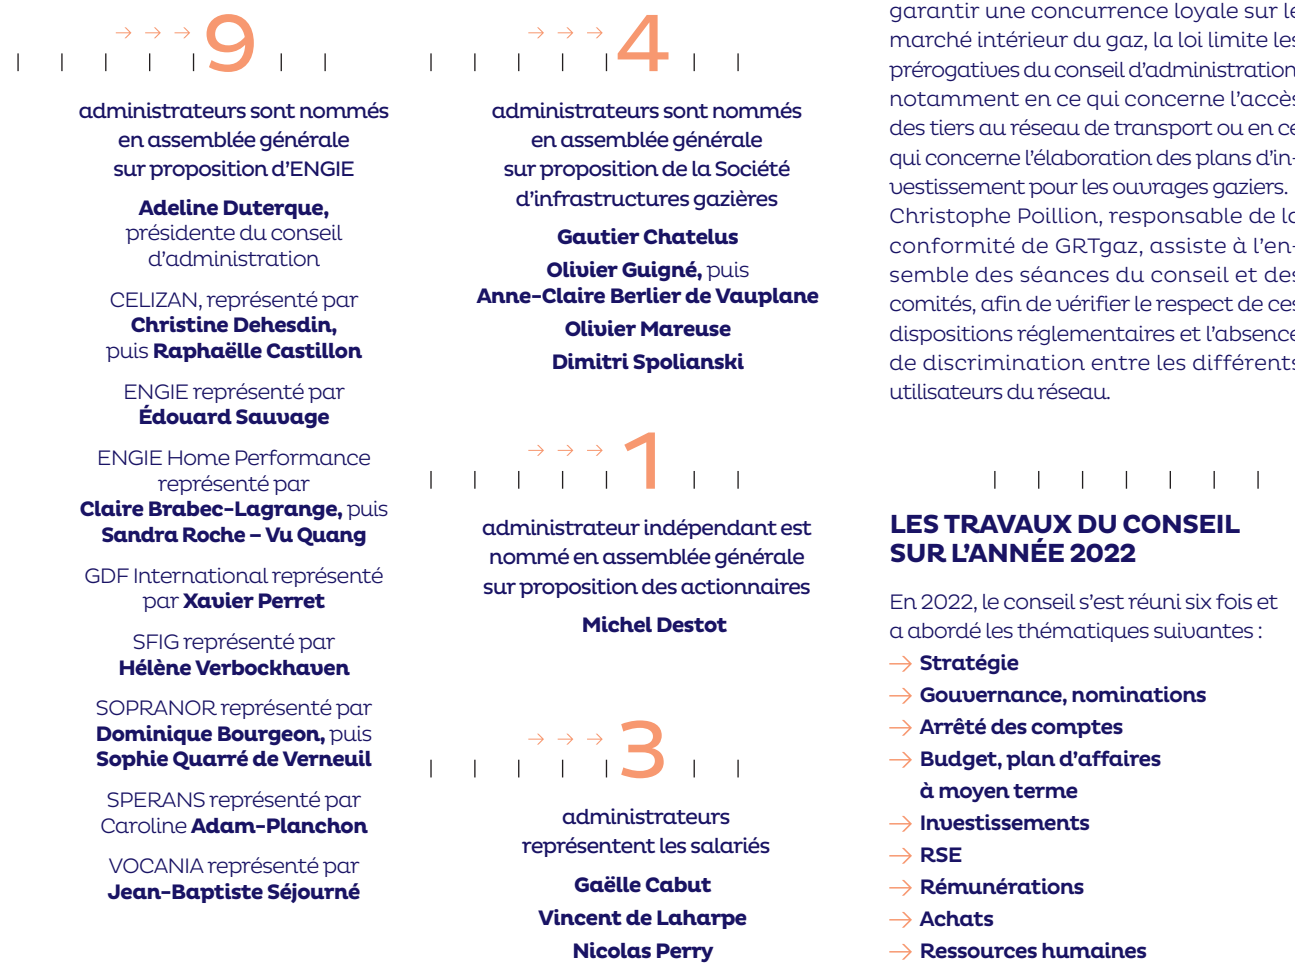 → → → 9
administrateurs sont nommés
en assemblée générale
sur proposition d’ENGIE
Adeline Duterque,
présidente du conseil
d’administration
CELIZAN, représenté par
Christine Dehesdin,
puis Raphaëlle Castillon
ENGIE représenté par
Édouard Sauvage
ENGIE Home Performance
représenté par
Claire Brabec-Lagrange, puis
Sandra Roche – Vu Quang
GDF International représenté
par Xavier Perret
SFIG représenté par
Hélène Verbockhaven
SOPRANOR représenté par
Dominique Bourgeon, puis
Sophie Quarré de Verneuil
SPERANS représenté par
Caroline Adam-Planchon
VOCANIA représenté par
Jean-Baptiste Séjourné
→ → → 4
administrateurs sont nommés
en assemblée générale
sur proposition de la Société
d’infrastructures gazières
Gautier Chatelus
Olivier Guigné, puis
Anne-Claire Berlier de Vauplane
Olivier Mareuse
Dimitri Spolianski
→ → → 1
administrateur indépendant est
nommé en assemblée générale
sur proposition des actionnaires
Michel Destot
→ → → 3
administrateurs
représentent les salariés
Gaëlle Cabut
Vincent de Laharpe
Nicolas Perry
garantir une concurrence loyale sur le
marché intérieur du gaz, la loi limite les
prérogatives du conseil d’administration
notamment en ce qui concerne l’accès
des tiers au réseau de transport ou en ce
qui concerne l’élaboration des plans d’in-
vestissement pour les ouvrages gaziers.
Christophe Poillion, responsable de la
conformité de GRTgaz, assiste à l’en-
semble des séances du conseil et des
comités, afin de vérifier le respect de ces
dispositions réglementaires et l’absence
de discrimination entre les différents
utilisateurs du réseau.
LES TRAVAUX DU CONSEIL
SUR L’ANNÉE 2022
En 2022, le conseil s’est réuni six fois et
a abordé les thématiques suivantes :
→ Stratégie
→ Gouvernance, nominations
→ Arrêté des comptes
→ Budget, plan d’affaires
à moyen terme
→ Investissements
→ RSE
→ Rémunérations
→ Achats
→ Ressources humaines